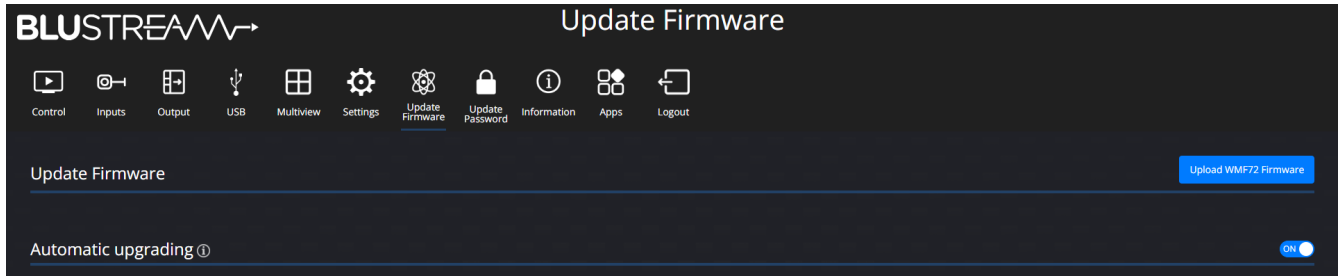 BLUSTREAM
Update Firmware
Control Inputs Output USB Multiview Settings Update Firmware Update Password Information Apps Logout
Update Firmware
Upload WMF72 Firmware
Automatic upgrading
ON